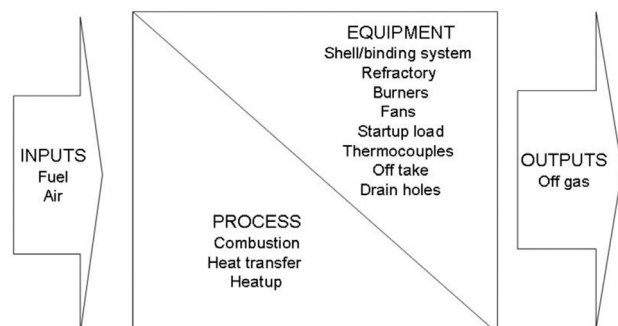 INPUTS
Fuel
Air
EQUIPMENT
Shell/binding system
Refractory
Burners
Fans
Startup load
Thermocouples
Off take
Drain holes
PROCESS
Combustion
Heat transfer
Heatup
OUTPUTS
Off gas